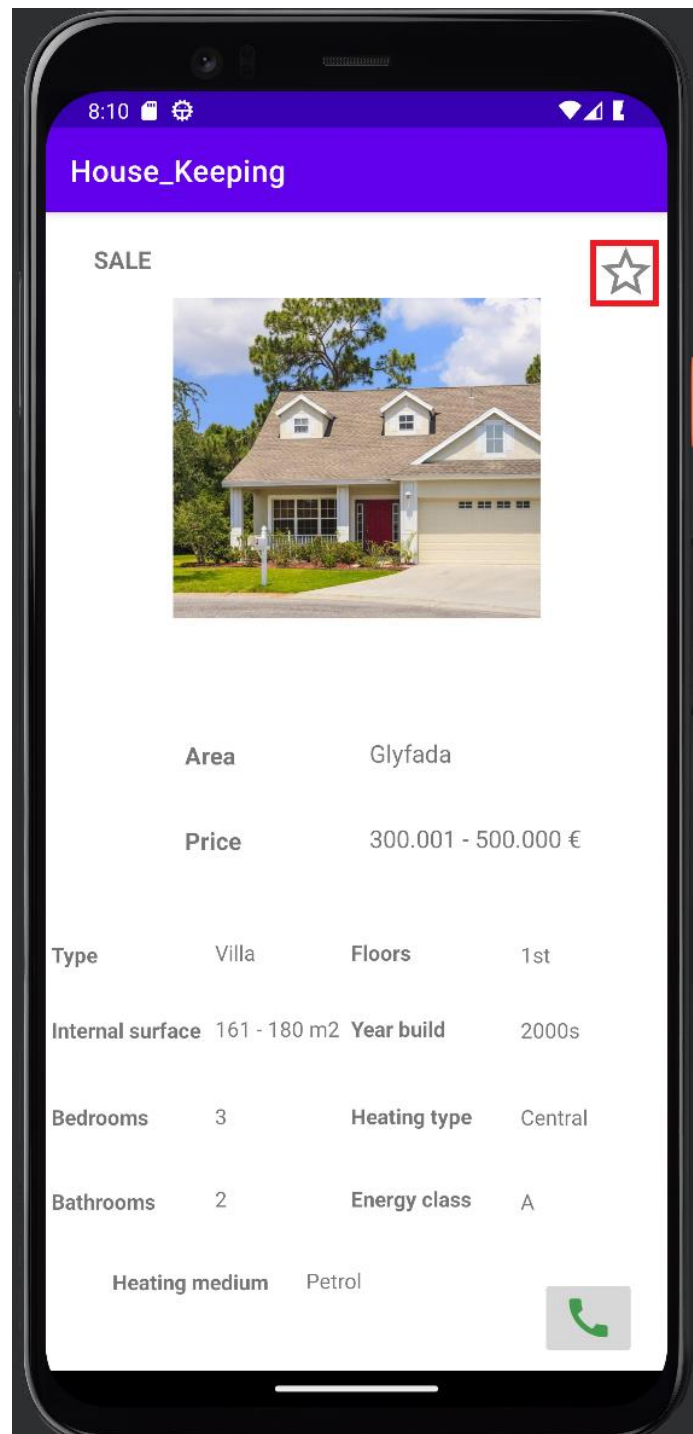 8:10
House_Keeping
SALE
Area Glyfada
Price 300.001 - 500.000 €
Type Villa Floors 1st
Internal surface 161 - 180 m2 Year build 2000s
Bedrooms 3 Heating type Central
Bathrooms 2 Energy class A
Heating medium Petrol